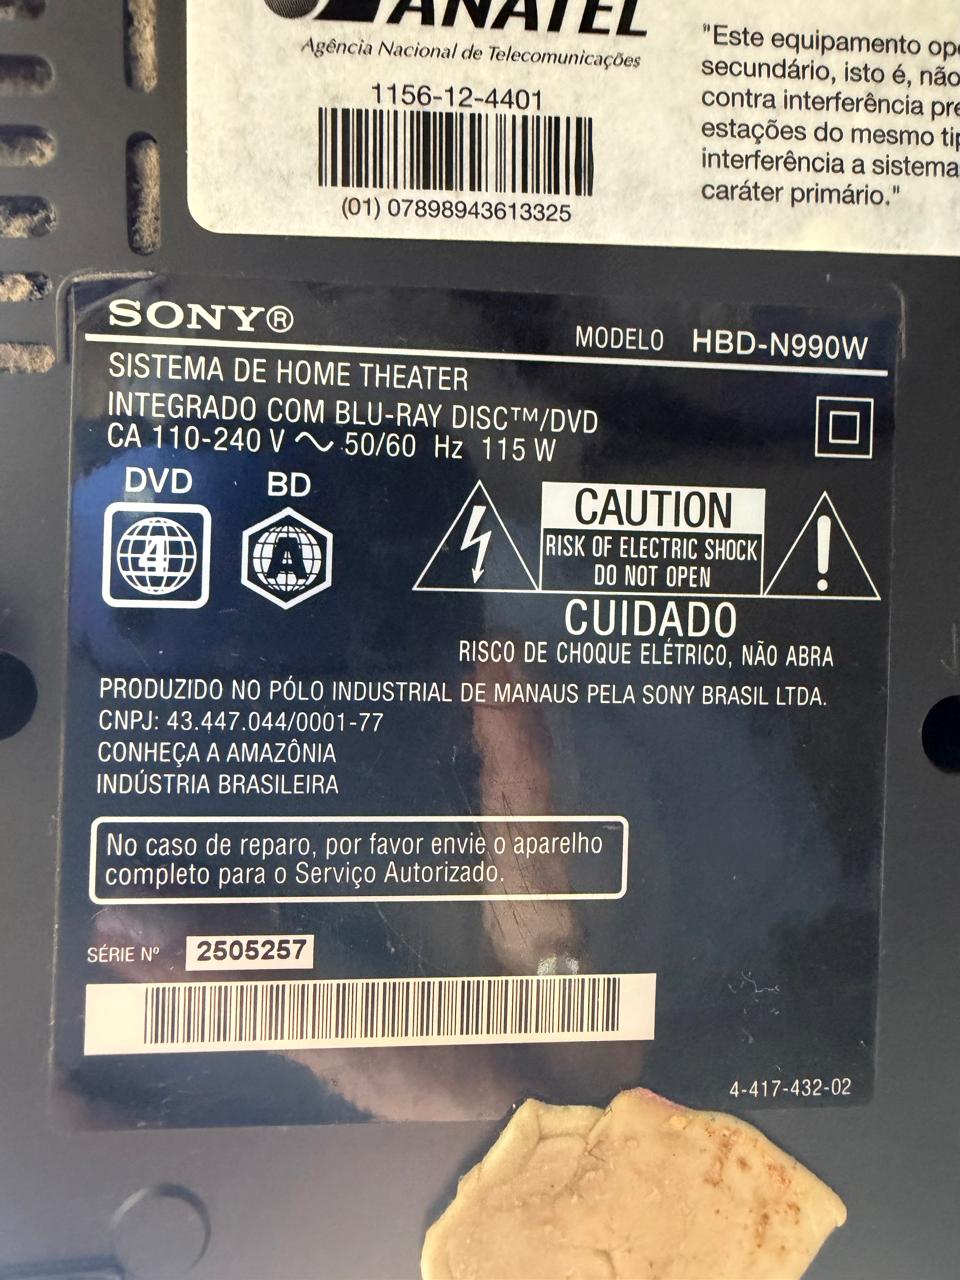 ANATEL
Agência Nacional de Telecomunicações
1156-12-4401
(01) 07898943613325
"Este equipamento
secundário, isto é, não
contra interferência
estações do mesmo
interferência a
caráter primário."
SONY®
MODELO HBD-N990W
SISTEMA DE HOME THEATER
INTEGRADO COM BLU-RAY DISC™/DVD
CA 110-240 V ~ 50/60 Hz 115 W
DVD BD
4 A
CAUTION
RISK OF ELECTRIC SHOCK
DO NOT OPEN
CUIDADO
RISCO DE CHOQUE ELÉTRICO, NÃO ABRA
PRODUZIDO NO PÓLO INDUSTRIAL DE MANAUS PELA SONY BRASIL LTDA.
CNPJ: 43.447.044/0001-77
CONHEÇA A AMAZÔNIA
INDÚSTRIA BRASILEIRA
No caso de reparo, por favor envie o aparelho
completo para o Serviço Autorizado.
SÉRIE Nº 2505257
4-417-432-02